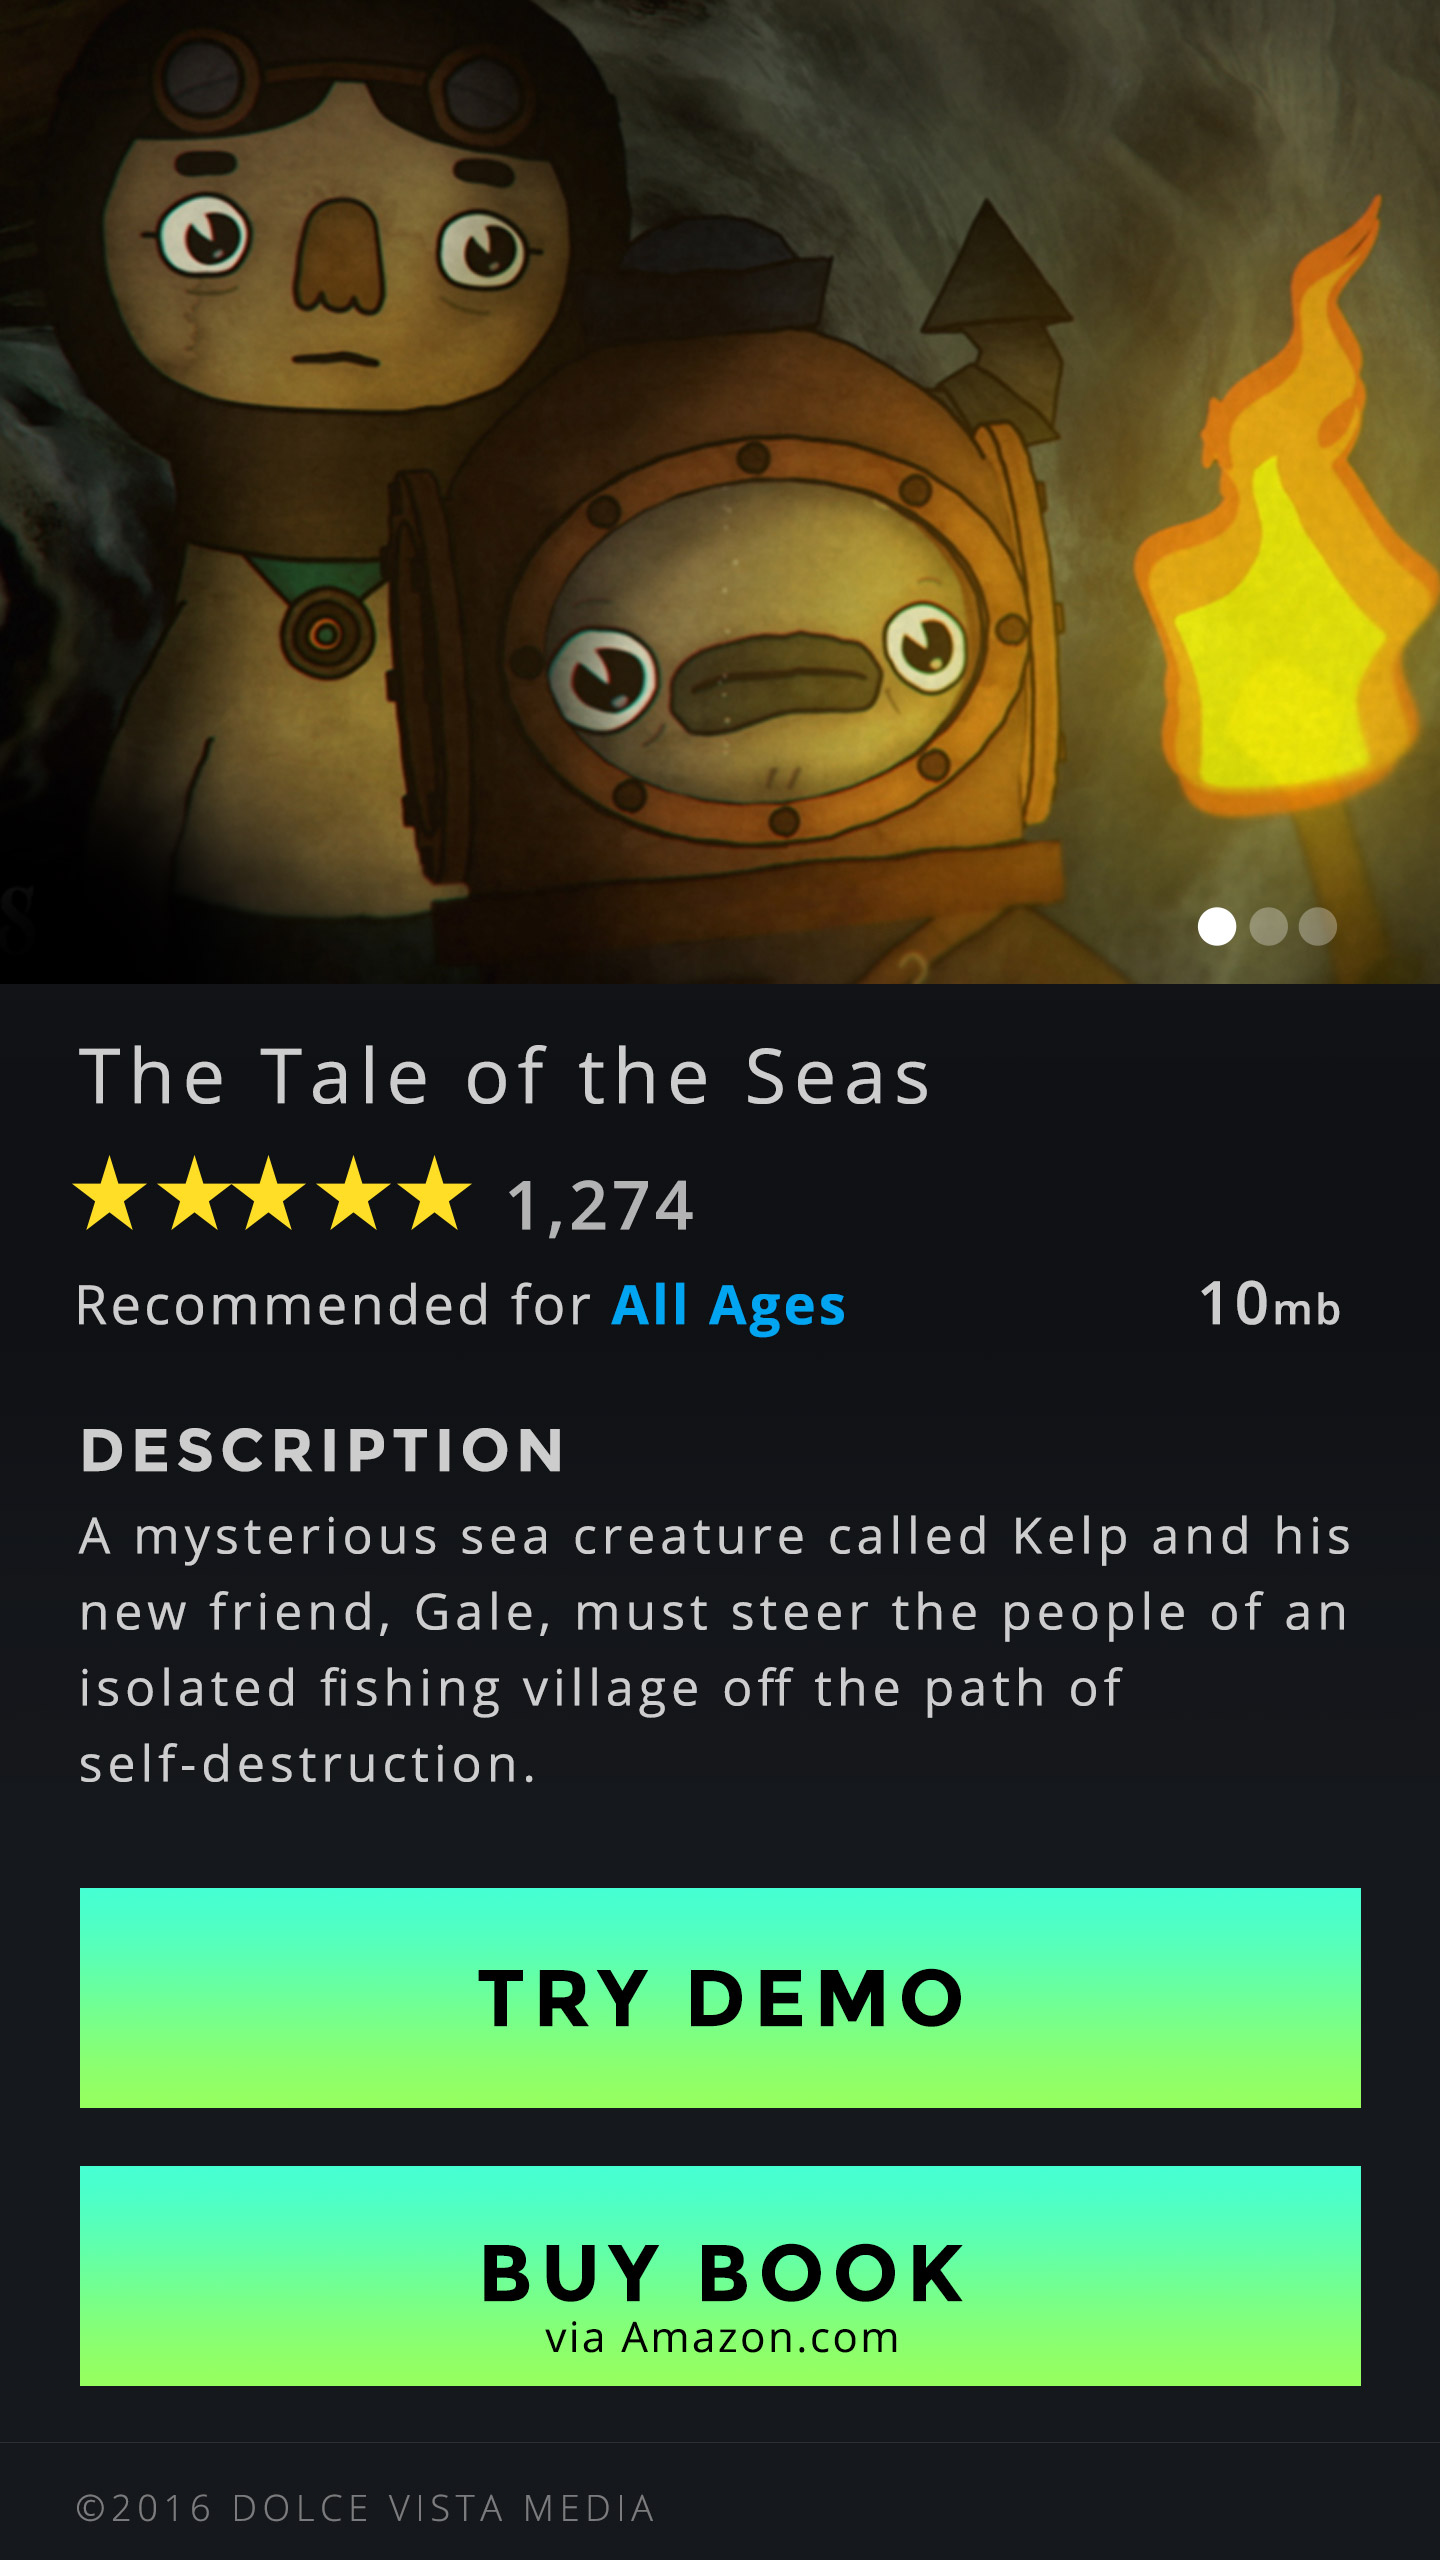 The Tale of the Seas
1,274
Recommended for All Ages
10mb
DESCRIPTION
A mysterious sea creature called Kelp and his
new friend, Gale, must steer the people of an
isolated fishing village off the path of
self-destruction.
TRY DEMO
BUY BOOK
via Amazon.com
©2016 DOLCE VISTA MEDIA